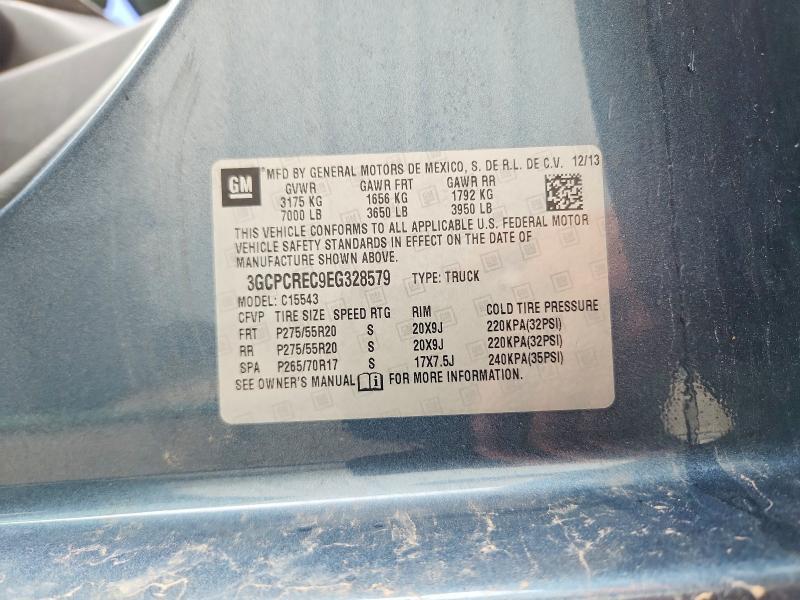 GM
MFD BY GENERAL MOTORS DE MEXICO, S. DE R.L. DE C.V. 12/13
GVWR GAWR FRT GAWR RR
3175 KG 1656 KG 1792 KG
7000 LB 3650 LB 3950 LB
THIS VEHICLE CONFORMS TO ALL APPLICABLE U.S. FEDERAL MOTOR
VEHICLE SAFETY STANDARDS IN EFFECT ON THE DATE OF
MANUFACTURE SHOWN ABOVE.
3GCPCREC9EG328579 TYPE: TRUCK
MODEL: C15543
CFVP TIRE SIZE SPEED RTG RIM COLD TIRE PRESSURE
FRT P275/55R20 S 20X9J 220KPA(32PSI)
RR P275/55R20 S 20X9J 220KPA(32PSI)
SPA P265/70R17 S 17X7.5J 240KPA(35PSI)
SEE OWNER'S MANUAL FOR MORE INFORMATION.